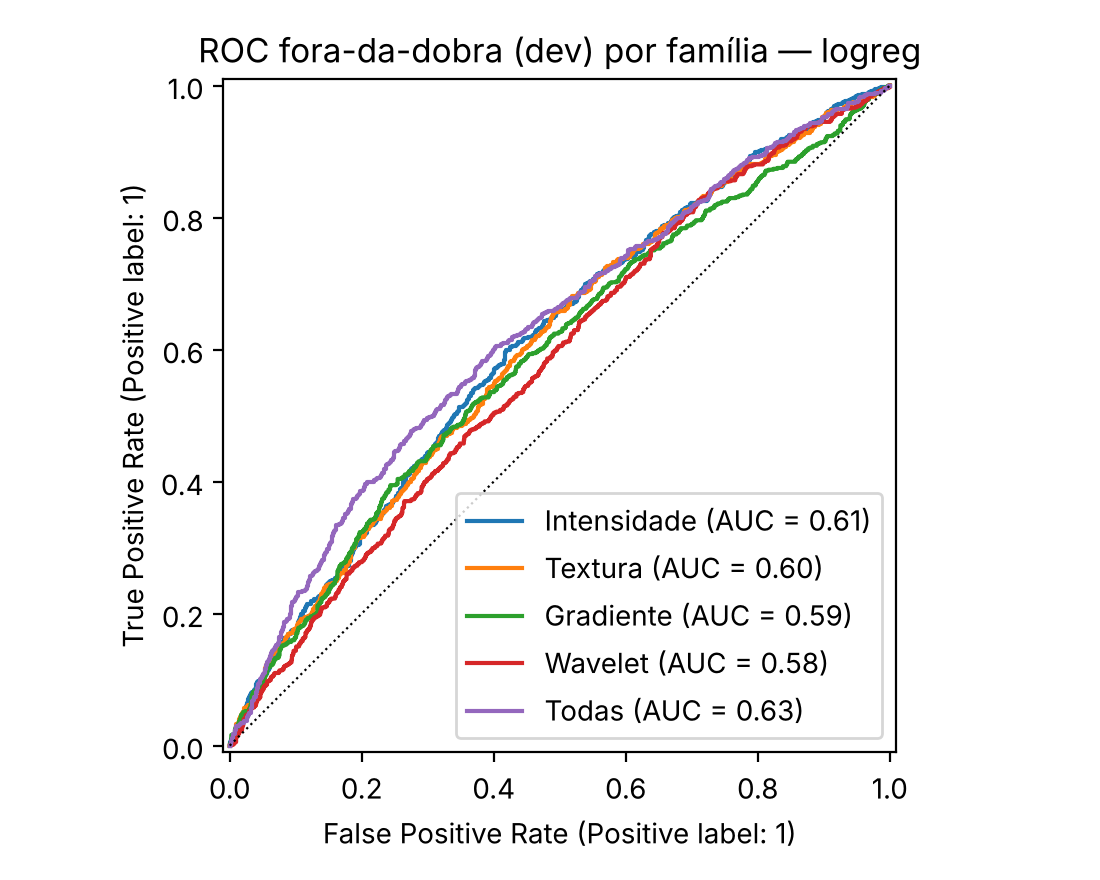 ROC fora-da-dobra (dev) por família — logreg
1.0
0.8
0.6
0.4
0.2
0.0
True Positive Rate (Positive label: 1)
Intensidade (AUC = 0.61)
Textura (AUC = 0.60)
Gradiente (AUC = 0.59)
Wavelet (AUC = 0.58)
Todas (AUC = 0.63)
0.0 0.2 0.4 0.6 0.8 1.0
False Positive Rate (Positive label: 1)